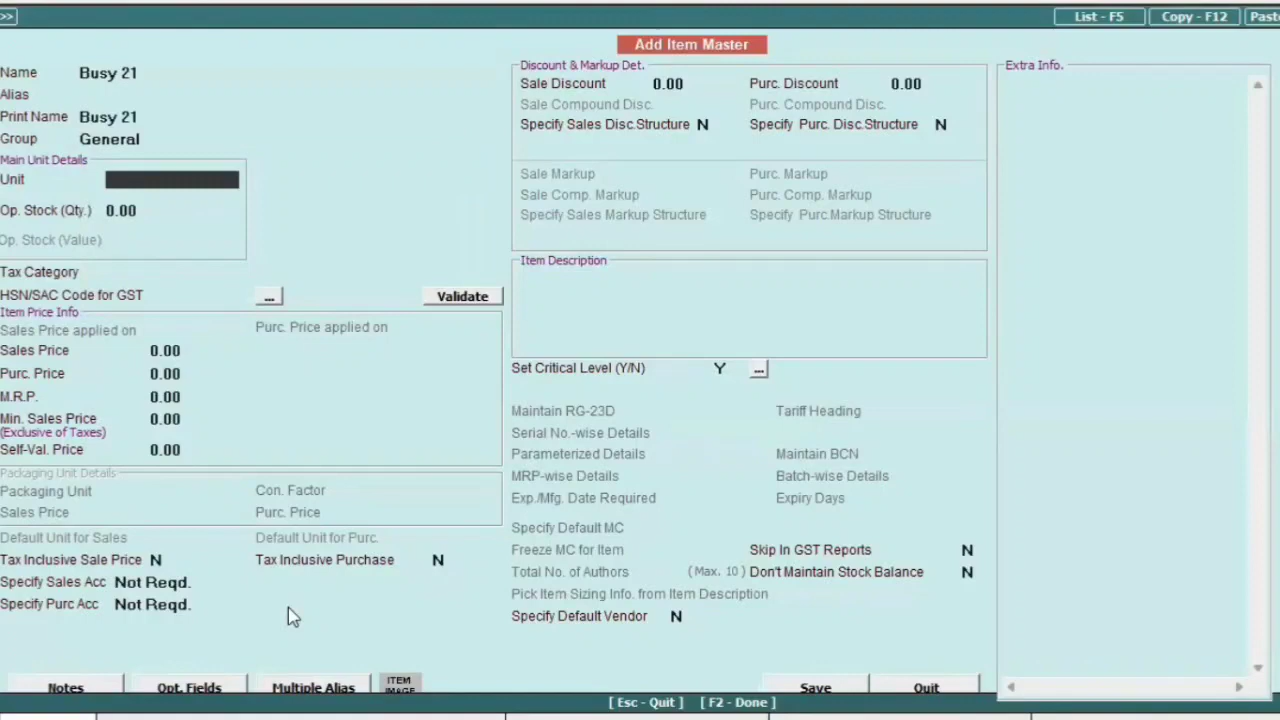 >>
List - F5
Copy - F12
Add Item Master
Name Busy 21
Alias
Print Name Busy 21
Group General
Main Unit Details
Unit
Op. Stock (Qty.) 0.00
Op. Stock (Value)
Tax Category
HSN/SAC Code for GST ... Validate
Item Price Info
Sales Price applied on Purc. Price applied on
Sales Price 0.00
Purc. Price 0.00
M.R.P. 0.00
Min. Sales Price 0.00
(Exclusive of Taxes)
Self-Val. Price 0.00
Packaging Unit Details
Packaging Unit Con. Factor
Sales Price Purc. Price
Default Unit for Sales Default Unit for Purc.
Tax Inclusive Sale Price N Tax Inclusive Purchase N
Specify Sales Acc Not Reqd.
Specify Purc Acc Not Reqd.
Notes Opt. Fields Multiple Alias ITEM IMAGE
Discount & Markup Det.
Sale Discount 0.00 Purc. Discount 0.00
Sale Compound Disc. Purc. Compound Disc.
Specify Sales Disc.Structure N Specify Purc. Disc.Structure N
Sale Markup Purc. Markup
Sale Comp. Markup Purc. Comp. Markup
Specify Sales Markup Structure Specify Purc.Markup Structure
Item Description
Set Critical Level (Y/N) Y ...
Maintain RG-23D Tariff Heading
Serial No.-wise Details
Parameterized Details Maintain BCN
MRP-wise Details Batch-wise Details
Exp./Mfg. Date Required Expiry Days
Specify Default MC
Freeze MC for Item Skip In GST Reports N
Total No. of Authors (Max. 10) Don't Maintain Stock Balance N
Pick Item Sizing Info. from Item Description
Specify Default Vendor N
Save Quit
Extra Info.
[ Esc - Quit ] [ F2 - Done ]